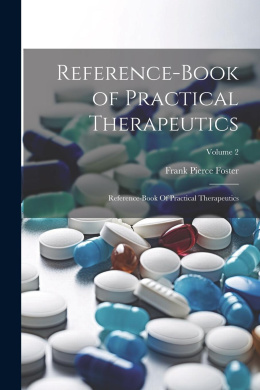 Reference-Book
of Practical
Therapeutics
Volume 2
Frank Pierce Foster
Reference-Book Of Practical Therapeutics